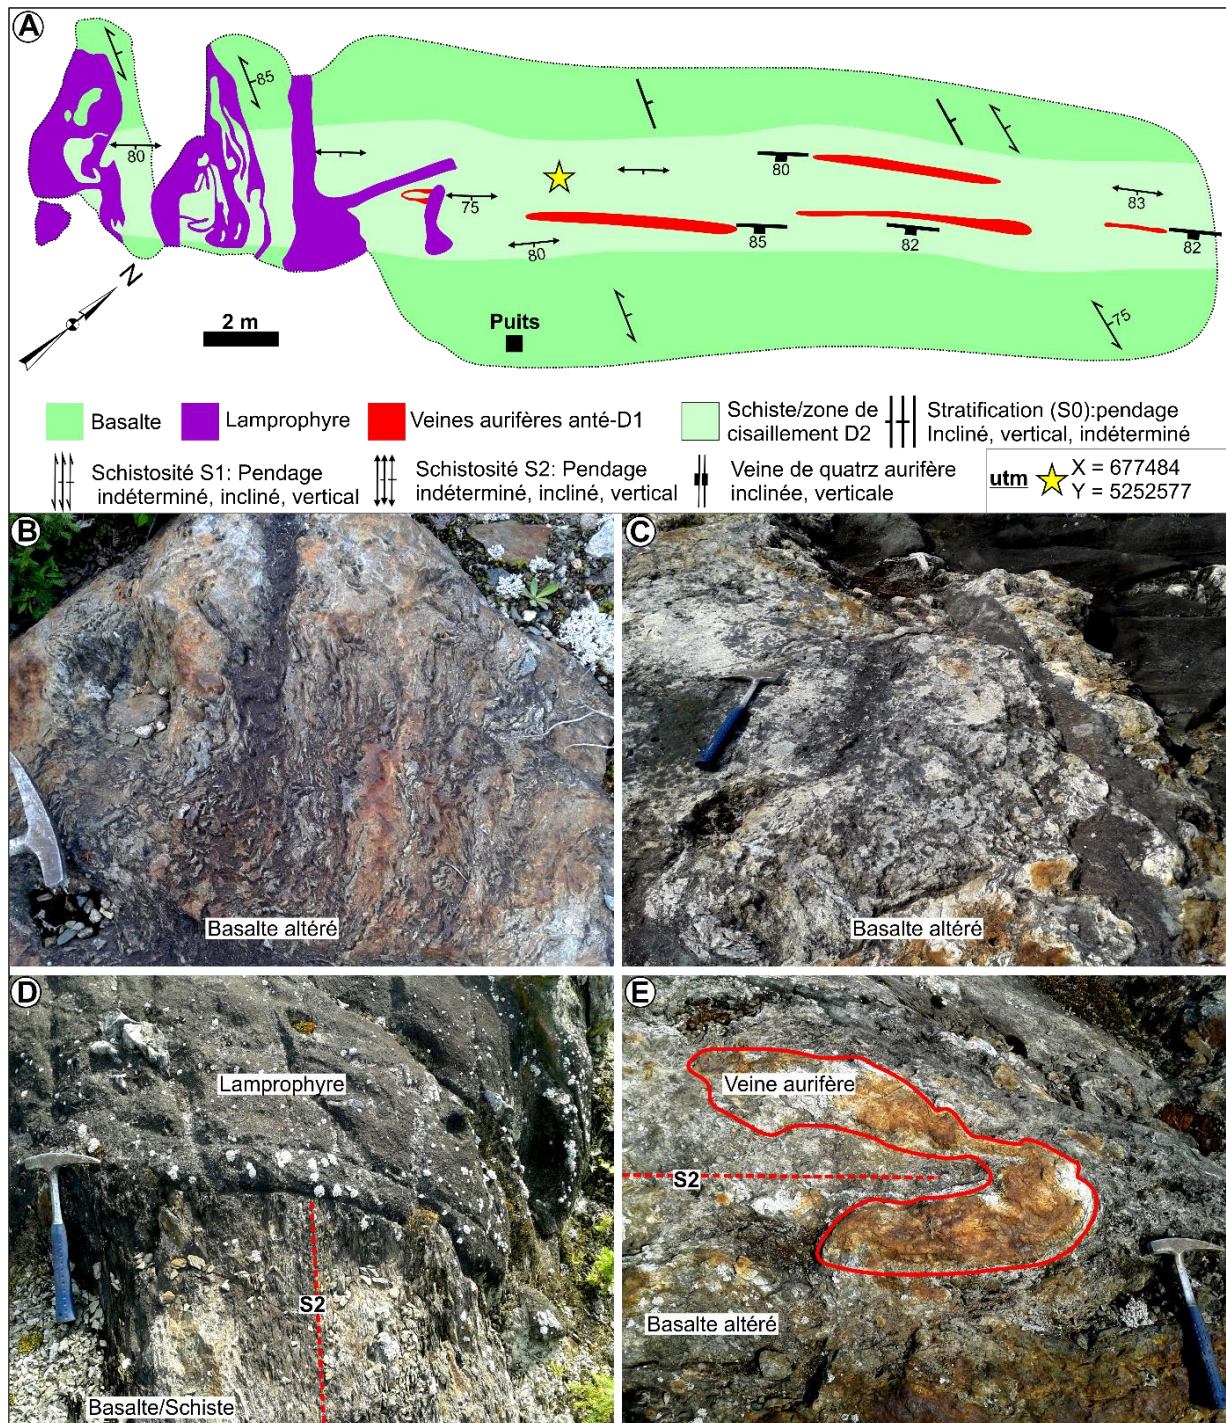 A
85
80
80
75
83
80
85
82
82
N
2 m
Puits
75
Basalte
Lamprophyre
Veines aurifères anté-D1
Schiste/zone de
cisaillement D2
Stratification (S0):pendage
Incliné, vertical, indéterminé
Schistosité S1: Pendage
indéterminé, incliné, vertical
Schistosité S2: Pendage
indéterminé, incliné, vertical
Veine de quatrz aurifère
inclinée, verticale
utm
X = 677484
Y = 5252577
B
Basalte altéré
C
Basalte altéré
D
Lamprophyre
S2
Basalte/Schiste
E
Veine aurifère
S2
Basalte altéré